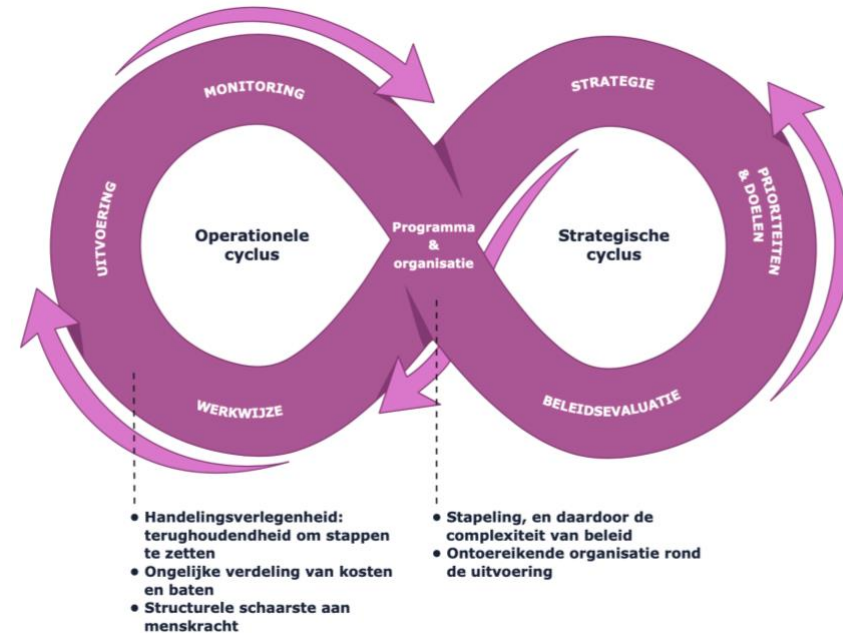 MONITORING
UITVOERING
Operationele
cyclus
WERKWIJZE
Programma
&
organisatie
STRATEGIE
PRIORITEITEN
& DOELEN
Strategische
cyclus
BELEIDSEVALUATIE
• Handelingsverlegenheid:
terughoudendheid om stappen
te zetten
• Ongelijke verdeling van kosten
en baten
• Structurele schaarste aan
menskracht
• Stapeling, en daardoor de
complexiteit van beleid
• Ontoereikende organisatie rond
de uitvoering